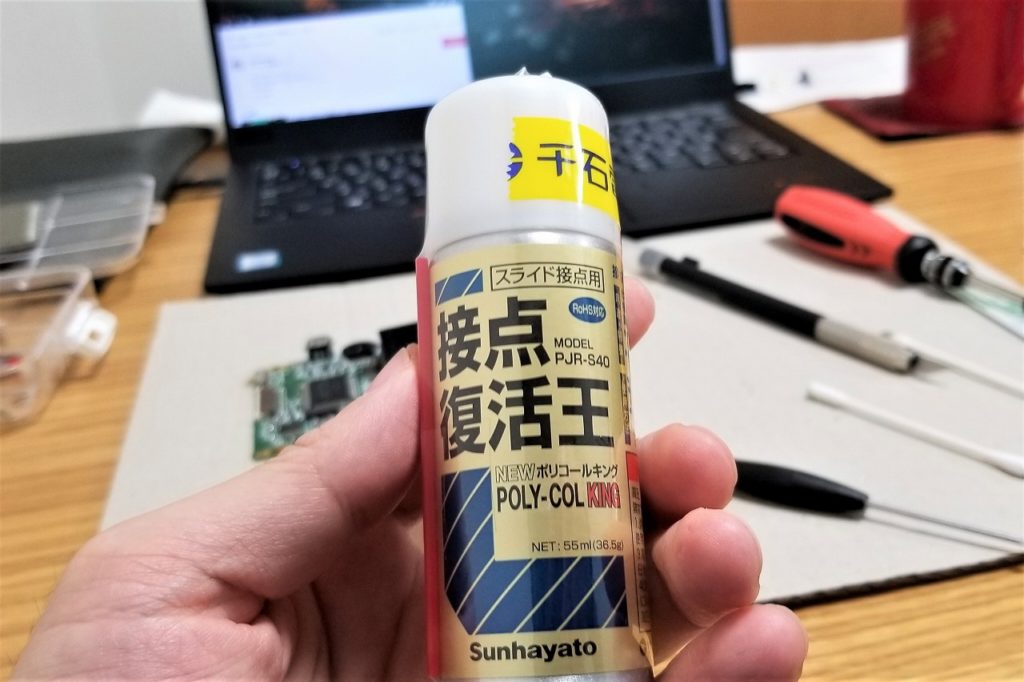 千石
スライド接点用
接点
RoHS対応
MODEL
PJR-S40
復活王
NEWポリコールキング
POLY-COL KING
NET: 55ml(36.5g)
Sunhayato